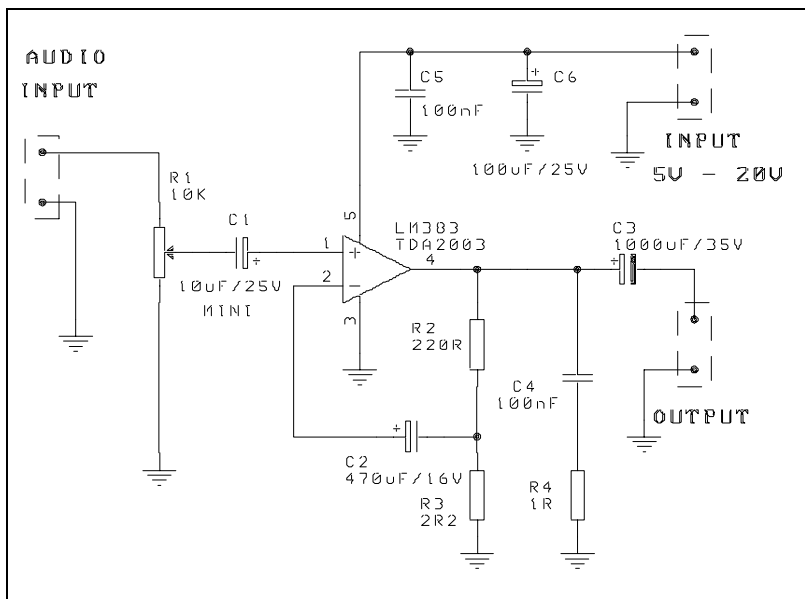 AUDIO
INPUT
R1
10K
C1
10uF/25V
MINI
+
1
2
3
4
5
+
-
LM383
TDA2003
C5
100nF
+
C6
100uF/25V
INPUT
5V - 20V
C3
1000uF/35V
+
R2
220R
C4
100nF
OUTPUT
+
C2
470uF/16V
R3
2R2
R4
1R